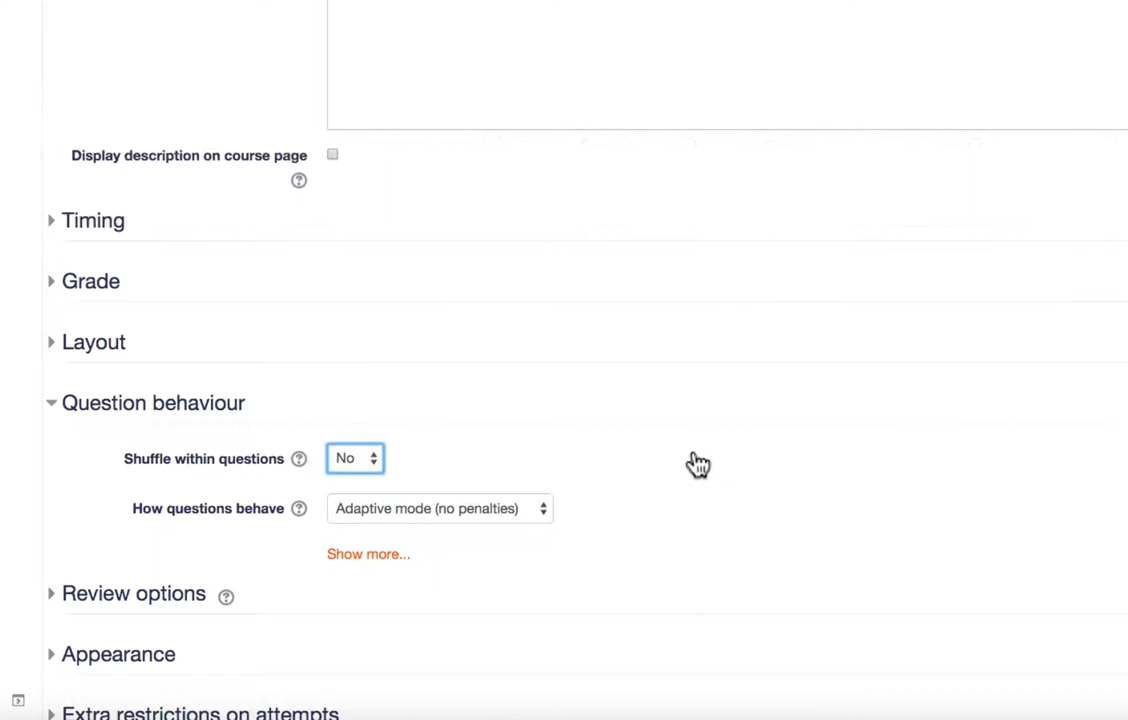 Display description on course page
Timing
Grade
Layout
Question behaviour
Shuffle within questions No
How questions behave Adaptive mode (no penalties)
Show more...
Review options
Appearance
Extra restrictions on attempts